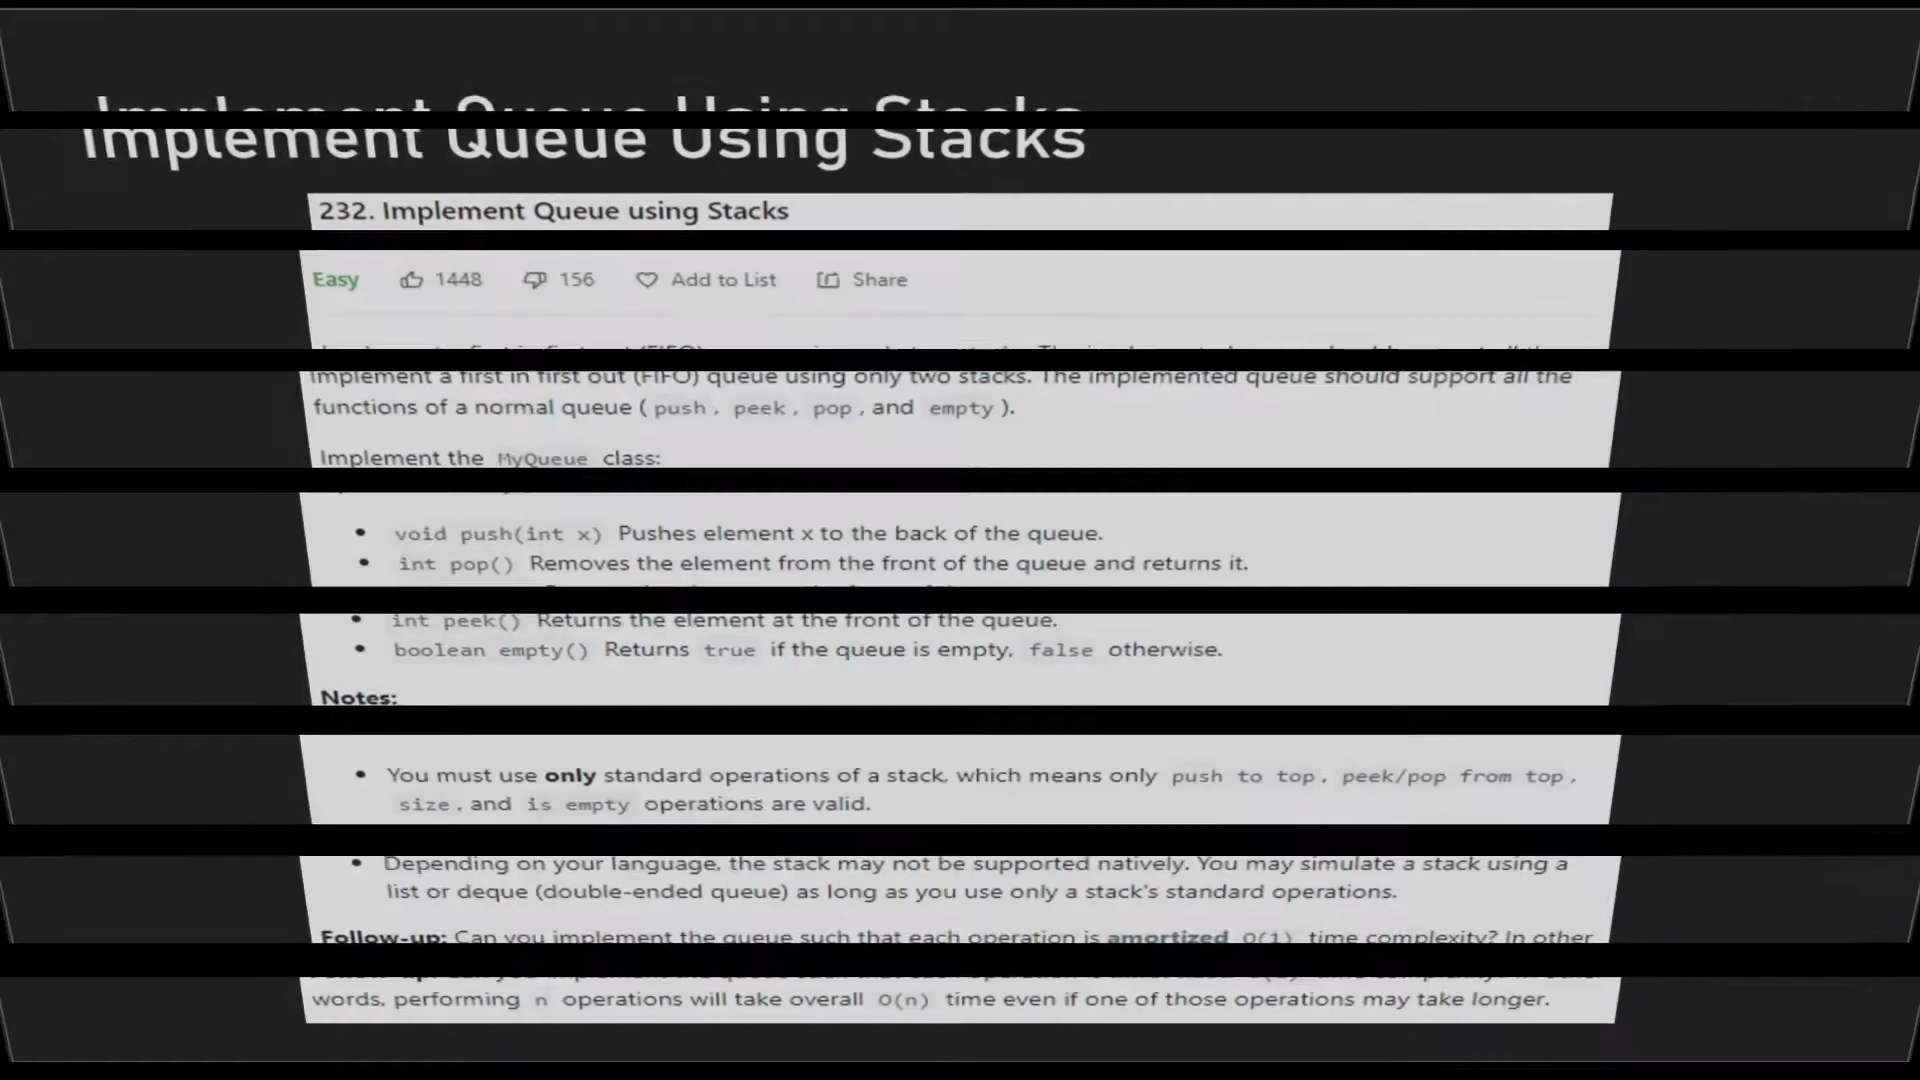 Implement Queue Using Stacks
232. Implement Queue using Stacks
Easy 1448 156 Add to List Share
Implement a first in first out (FIFO) queue using only two stacks. The implemented queue should support all the
functions of a normal queue ( push, peek, pop, and empty ).
Implement the MyQueue class:
• void push(int x) Pushes element x to the back of the queue.
• int pop() Removes the element from the front of the queue and returns it.
• int peek() Returns the element at the front of the queue.
• boolean empty() Returns true if the queue is empty, false otherwise.
Notes:
• You must use only standard operations of a stack, which means only push to top, peek/pop from top,
size, and is empty operations are valid.
• Depending on your language, the stack may not be supported natively. You may simulate a stack using a
list or deque (double-ended queue) as long as you use only a stack's standard operations.
Follow-up: Can you implement the queue such that each operation is amortized O(1) time complexity? In other
words, performing n operations will take overall O(n) time even if one of those operations may take longer.